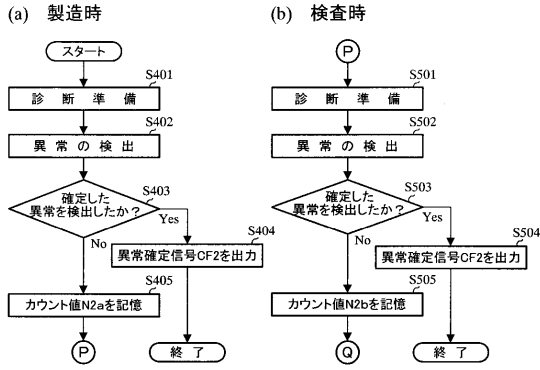 (a) 製造時
スタート
S401
診断準備
S402
異常の検出
S403
確定した
異常を検出したか？
Yes
No
S404
異常確定信号CF2を出力
S405
カウント値N2aを記憶
P
終了
(b) 検査時
P
S501
診断準備
S502
異常の検出
S503
確定した
異常を検出したか？
Yes
No
S504
異常確定信号CF2を出力
S505
カウント値N2bを記憶
Q
終了